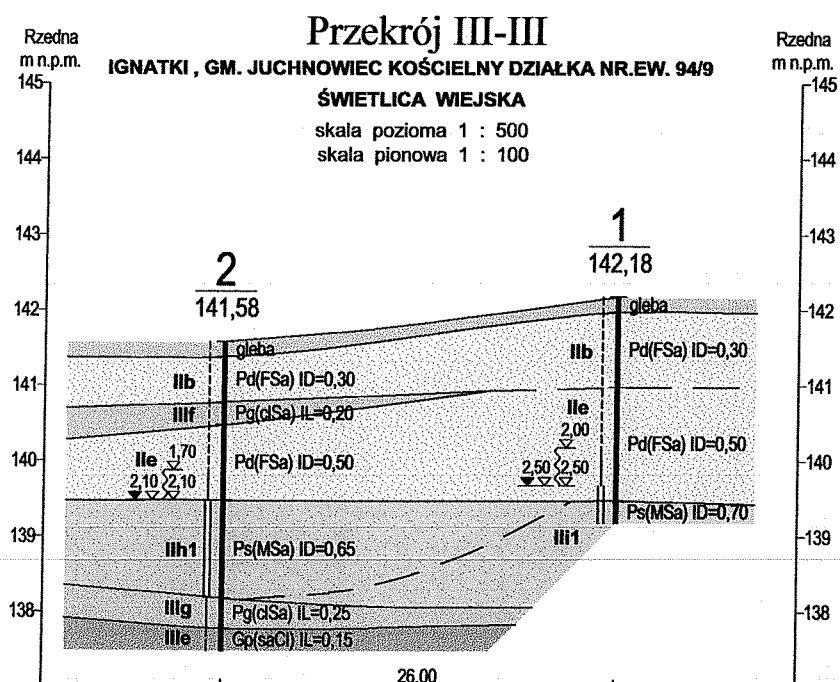 Przekrój III-III
Rzedna
m n.p.m.
Rzedna
m n.p.m.
IGNATKI , GM. JUCHNOWIEC KOŚCIELNY DZIAŁKA NR.EW. 94/9
ŚWIETLICA WIEJSKA
skala pozioma 1 : 500
skala pionowa 1 : 100
145
145
144
144
143
143
142
142
141
141
140
140
139
139
138
138
2
141,58
1
142,18
gleba
gleba
IIb
Pd(FSa) ID=0,30
IIb
Pd(FSa) ID=0,30
IIIf
Pg(clSa) IL=0,20
IIe
1,70
2,10
2,10
Pd(FSa) ID=0,50
IIe
2,00
2,50
2,50
Pd(FSa) ID=0,50
IIh1
Ps(MSa) ID=0,65
IIi1
Ps(MSa) ID=0,70
IIIg
Pg(clSa) IL=0,25
IIIe
Gp(saCl) IL=0,15
26,00